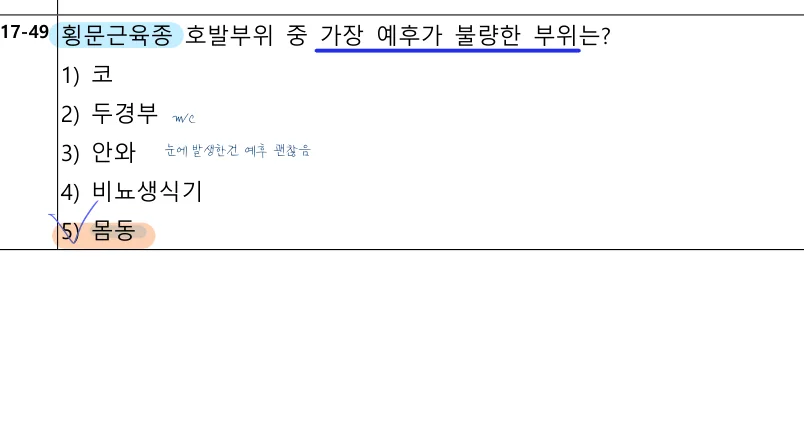 17-49 횡문근육종 호발부위 중 가장 예후가 불량한 부위는?
1) 코
2) 두경부 m/c
3) 안와 눈에 발생한건 예후 괜찮음
4) 비뇨생식기
5) 몸통